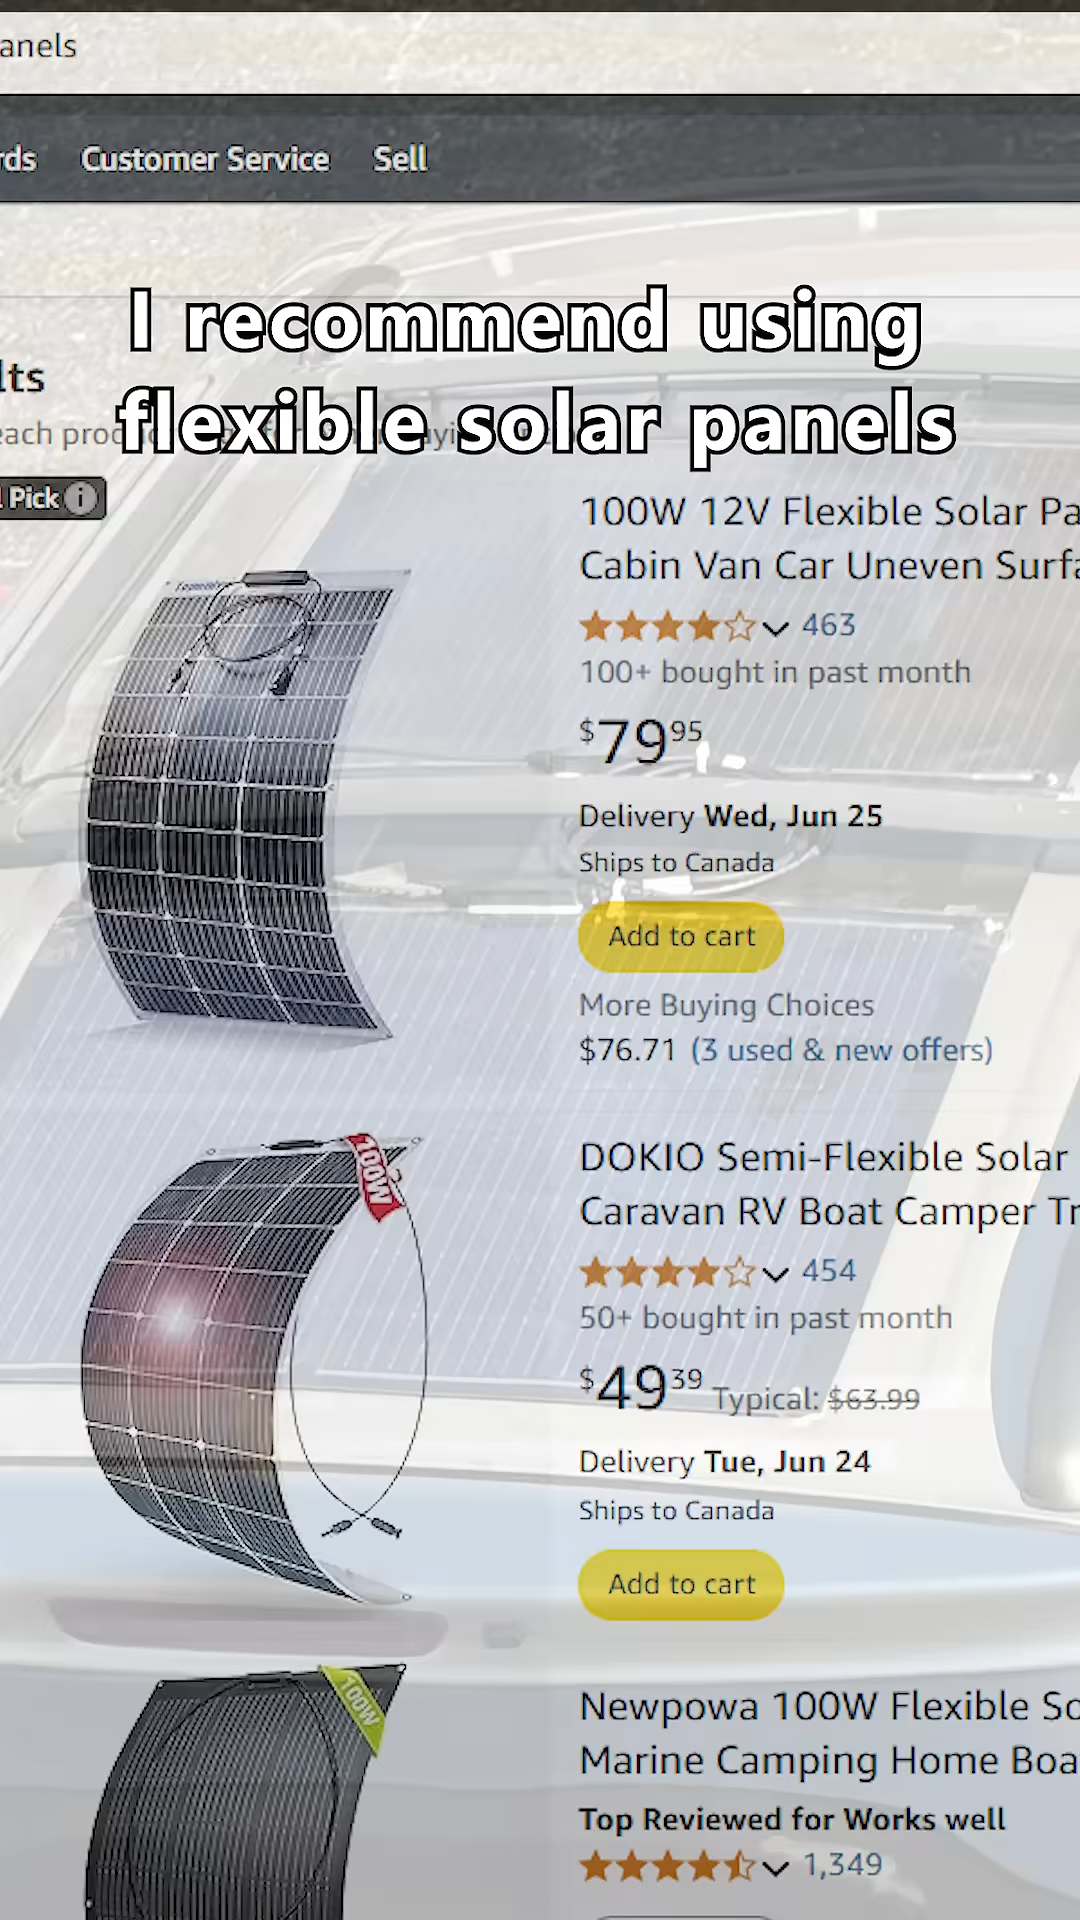 anels
rds Customer Service Sell
I recommend using
flexible solar panels
lts
each
Pick
100W 12V Flexible Solar Pa
Cabin Van Car Uneven Surfa
463
100+ bought in past month
$79 95
Delivery Wed, Jun 25
Ships to Canada
Add to cart
More Buying Choices
$76.71 (3 used & new offers)
100W
DOKIO Semi-Flexible Solar
Caravan RV Boat Camper Tr
454
50+ bought in past month
$49 39 Typical: $63.99
Delivery Tue, Jun 24
Ships to Canada
Add to cart
100W
Newpowa 100W Flexible So
Marine Camping Home Boa
Top Reviewed for Works well
1,349